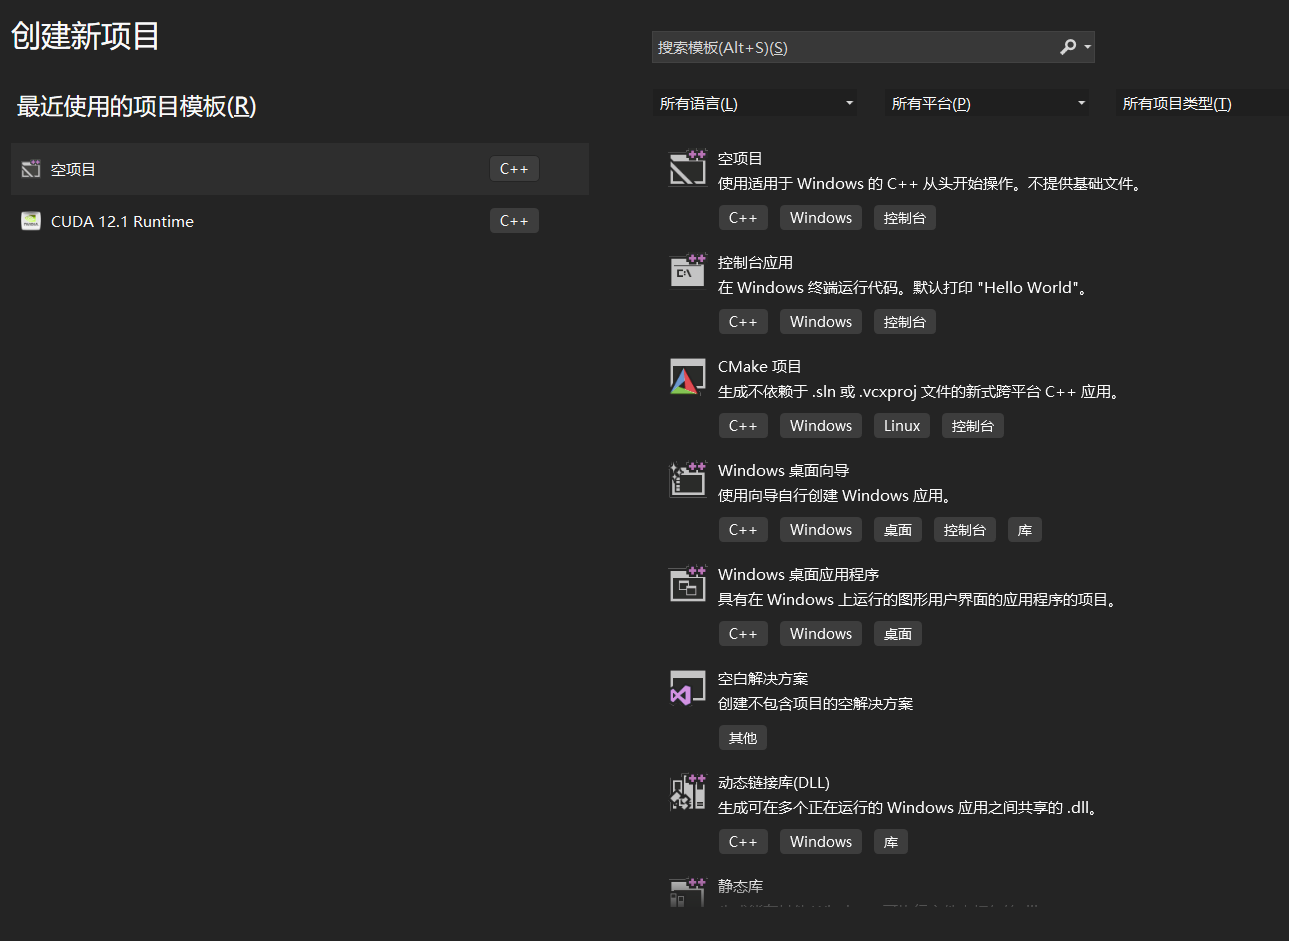 创建新项目
最近使用的项目模板(R)
空项目 C++
CUDA 12.1 Runtime C++
搜索模板(Alt+S)(S)
所有语言(L) 所有平台(P) 所有项目类型(T)
空项目
使用适用于 Windows 的 C++ 从头开始操作。不提供基础文件。
C++ Windows 控制台
控制台应用
在 Windows 终端运行代码。默认打印 "Hello World"。
C++ Windows 控制台
CMake 项目
生成不依赖于 .sln 或 .vcxproj 文件的新式跨平台 C++ 应用。
C++ Windows Linux 控制台
Windows 桌面向导
使用向导自行创建 Windows 应用。
C++ Windows 桌面 控制台 库
Windows 桌面应用程序
具有在 Windows 上运行的图形用户界面的应用程序的项目。
C++ Windows 桌面
空白解决方案
创建不包含项目的空解决方案
其他
动态链接库(DLL)
生成可在多个正在运行的 Windows 应用之间共享的 .dll。
C++ Windows 库
静态库